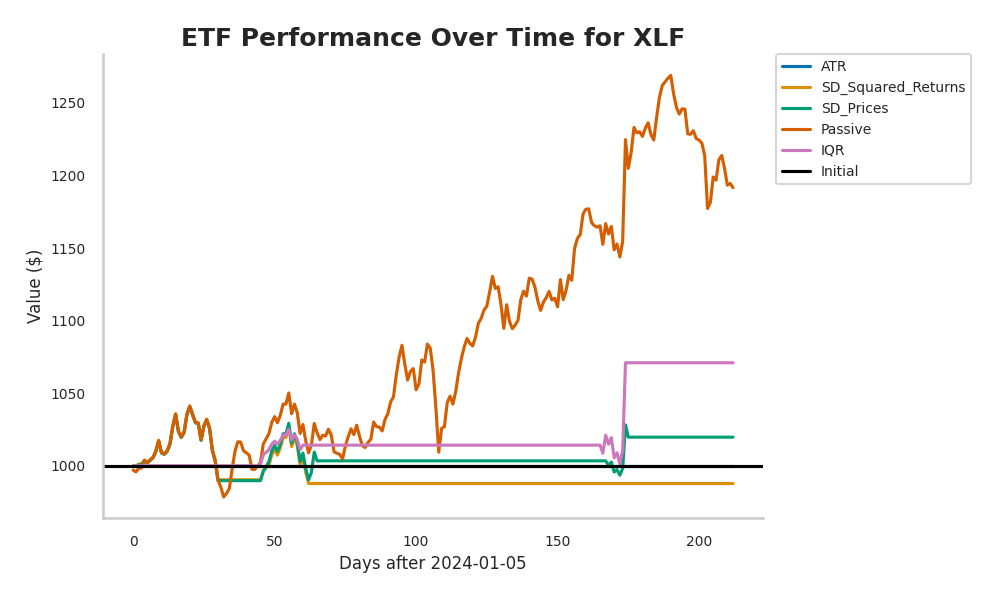 ETF Performance Over Time for XLF
ATR
SD_Squared_Returns
SD_Prices
Passive
IQR
Initial
Value ($)
1250
1200
1150
1100
1050
1000
0 50 100 150 200
Days after 2024-01-05